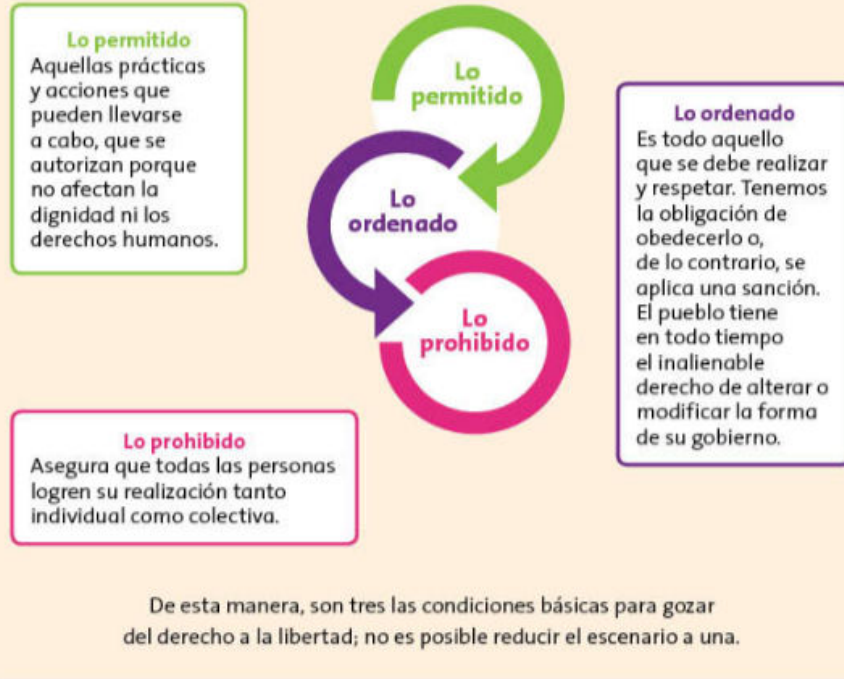 Lo permitido
Aquellas prácticas
y acciones que
pueden llevarse
a cabo, que se
autorizan porque
no afectan la
dignidad ni los
derechos humanos.
Lo
permitido
Lo
ordenado
Lo
prohibido
Lo ordenado
Es todo aquello
que se debe realizar
y respetar. Tenemos
la obligación de
obedecerlo o,
de lo contrario, se
aplica una sanción.
El pueblo tiene
en todo tiempo
el inalienable
derecho de alterar o
modificar la forma
de su gobierno.
Lo prohibido
Asegura que todas las personas
logren su realización tanto
individual como colectiva.
De esta manera, son tres las condiciones básicas para gozar
del derecho a la libertad; no es posible reducir el escenario a una.